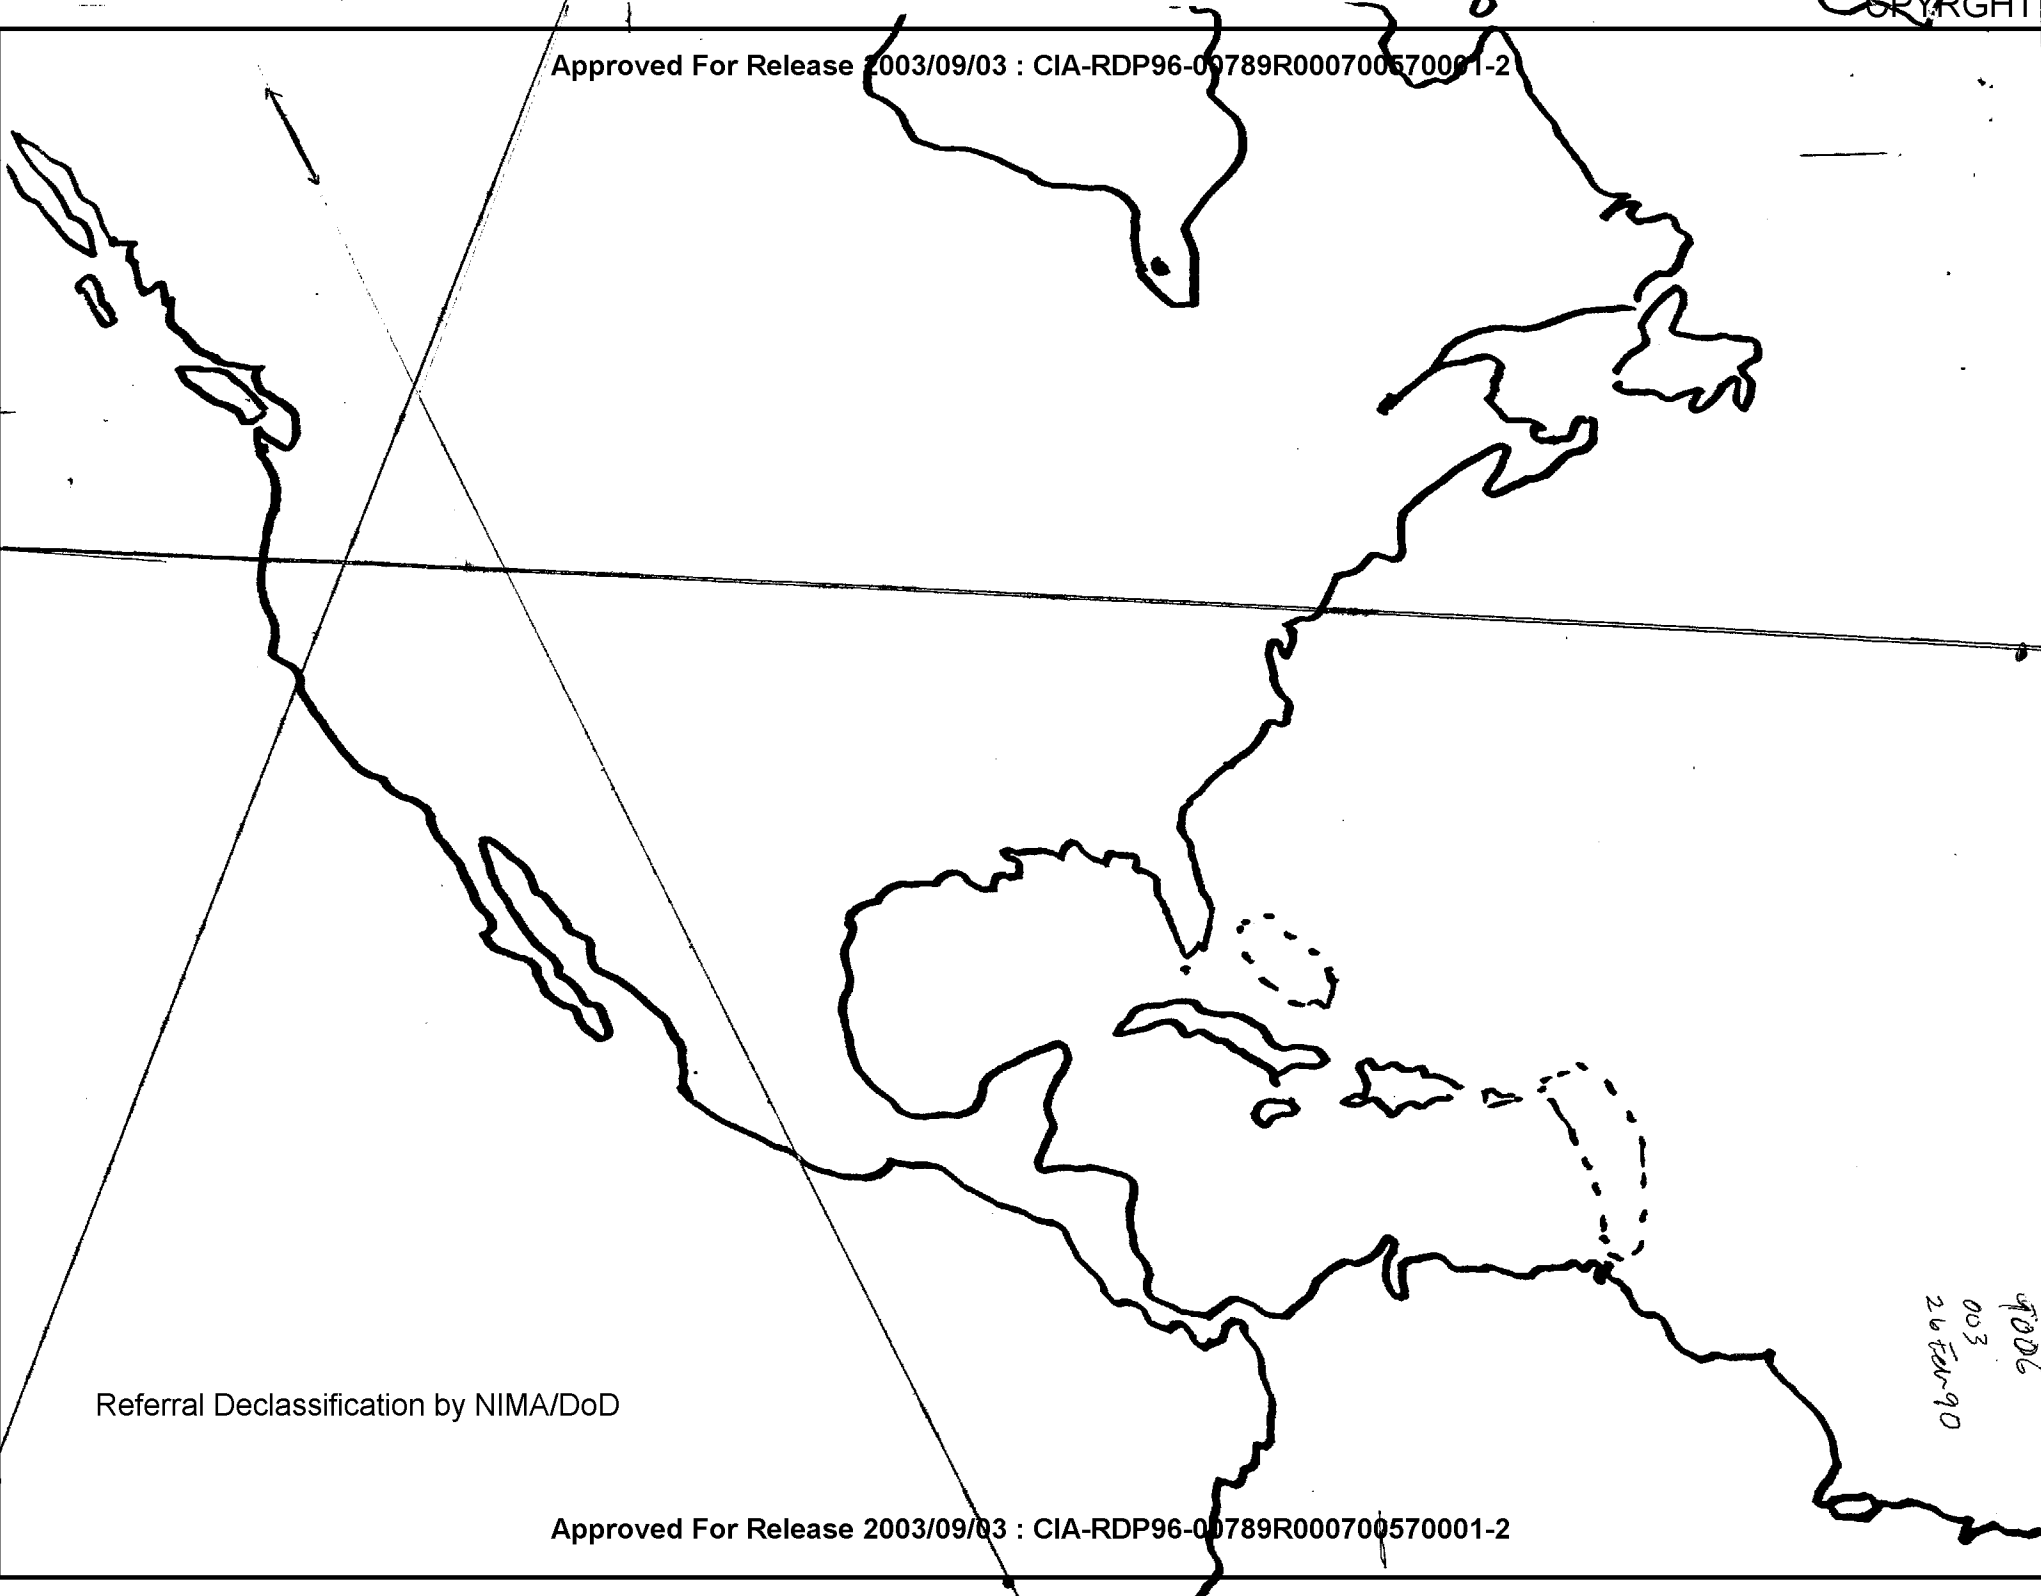 Approved For Release 2003/09/03 : CIA-RDP96-00789R000700570001-2
003
26 Feb 90
Referral Declassification by NIMA/DoD
Approved For Release 2003/09/03 : CIA-RDP96-00789R000700570001-2